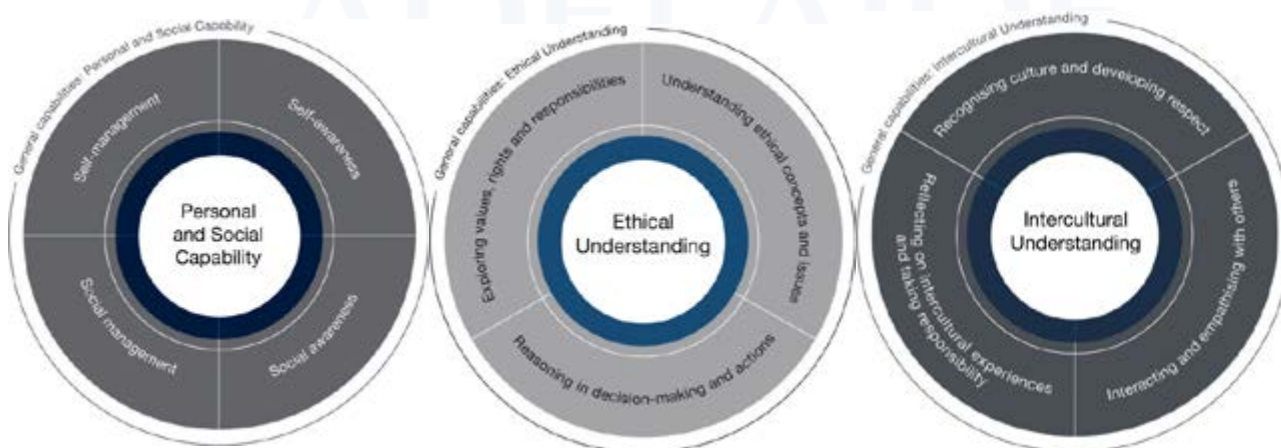 General capabilities: Personal and Social Capability
Self-management
Self-awareness
Personal
and Social
Capability
Social management
Social awareness
General capabilities: Ethical Understanding
Exploring values, rights and responsibilities
Understanding ethical concepts and issues
Ethical
Understanding
Reasoning in decision-making and actions
General capabilities: Intercultural Understanding
Recognising culture and developing respect
Intercultural
Understanding
Reflecting on intercultural experiences
and taking responsibility
Interacting and empathising with others